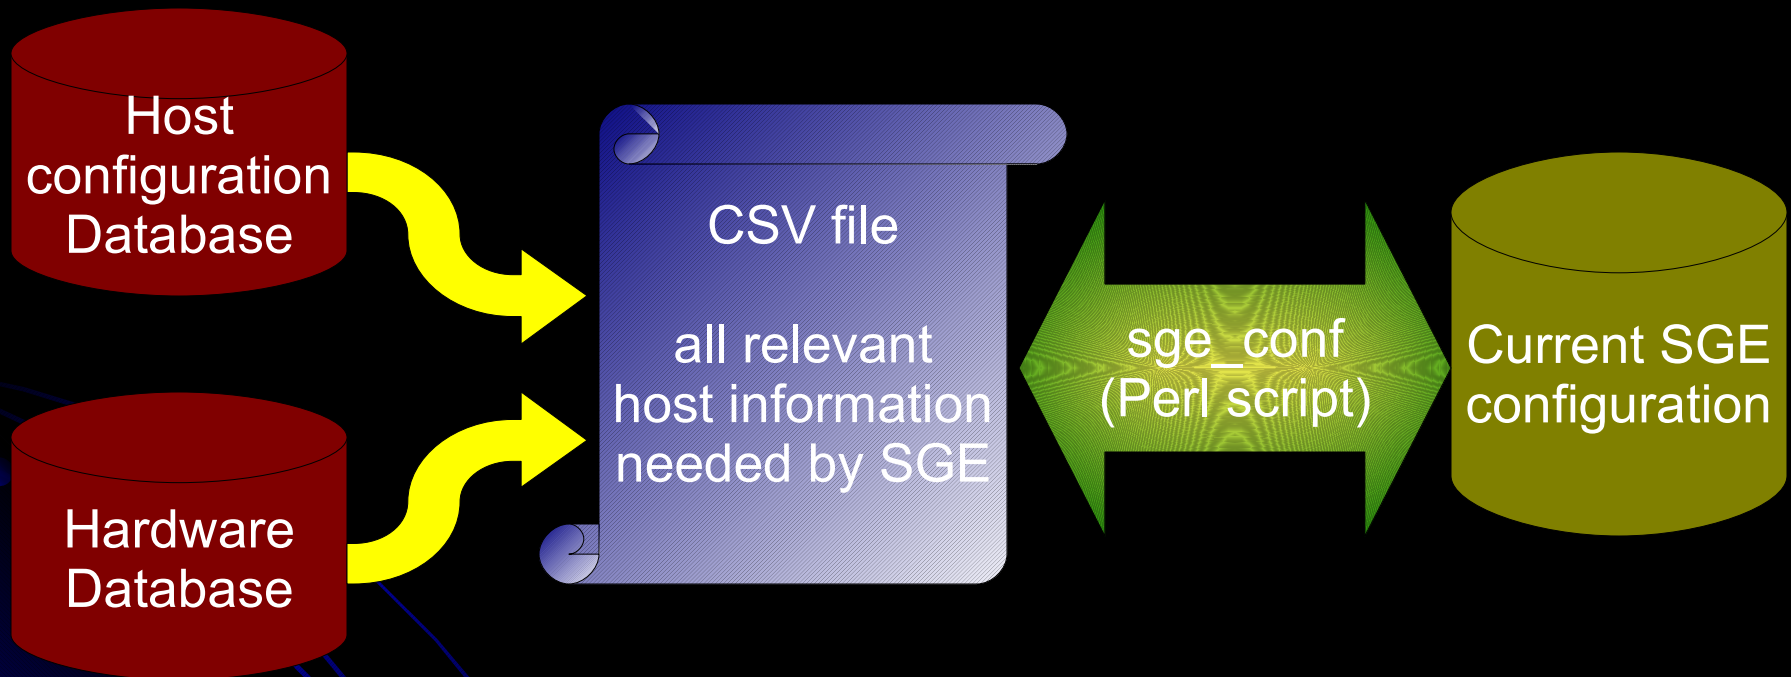 Host
configuration
Database
Hardware
Database
CSV file
all relevant
host information
needed by SGE
sge_conf
(Perl script)
Current SGE
configuration